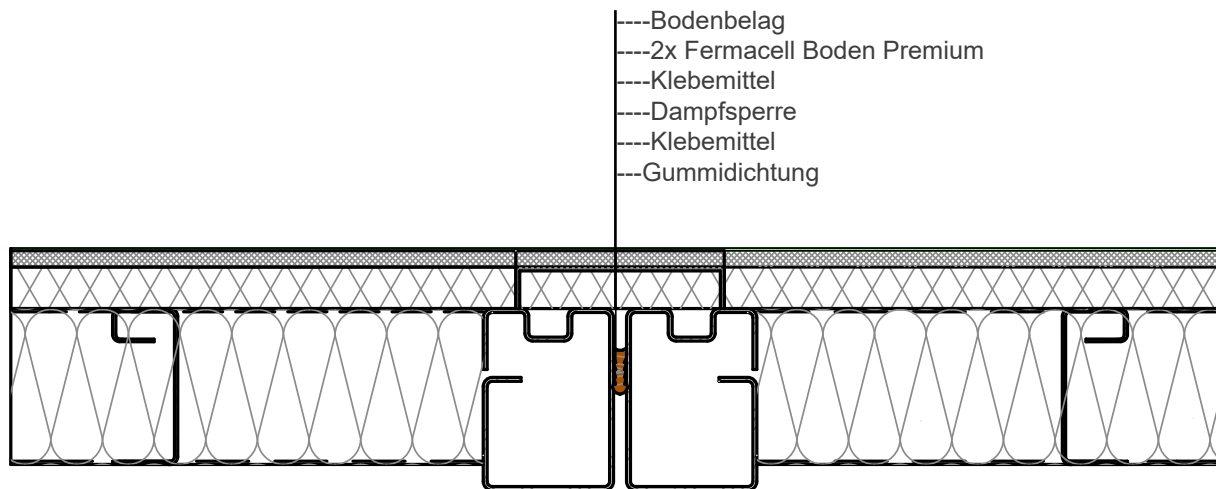 ----Bodenbelag
----2x Fermacell Boden Premium
----Klebemittel
----Dampfsperre
----Klebemittel
---Gummidichtung